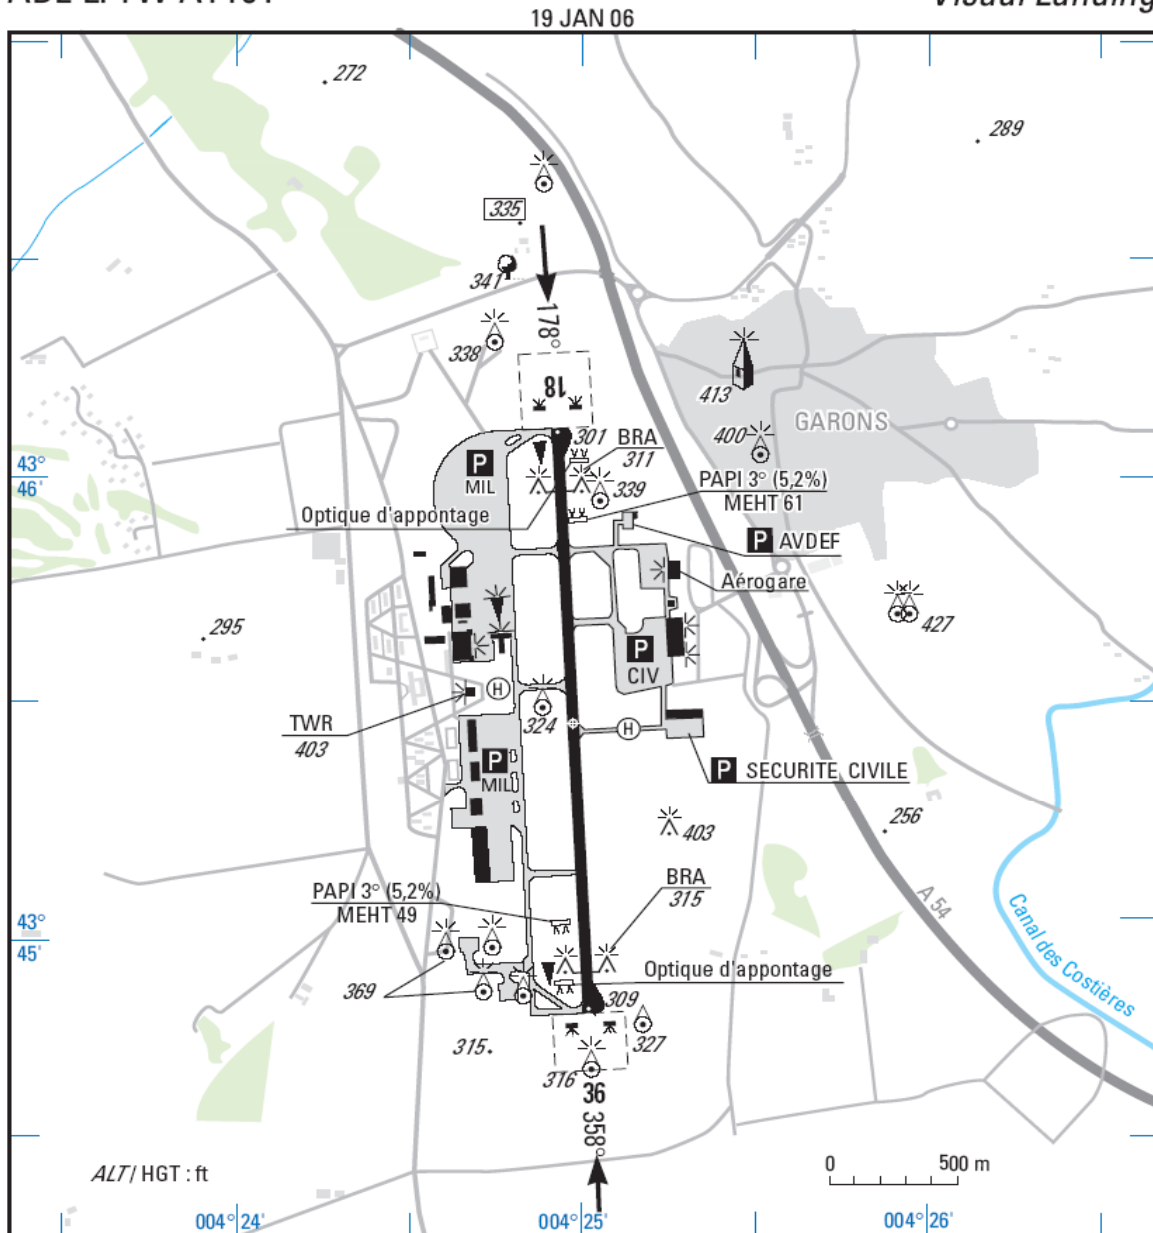 19 JAN 06
272
289
335
341
178°
338
18
413
GARONS
400
301
BRA
311
43°
46'
P
MIL
339
PAPI 3° (5,2%)
MEHT 61
Optique d'appontage
P AVDEF
Aérogare
295
427
P
CIV
H
TWR
403
324
H
P
MIL
P SECURITE CIVILE
256
403
PAPI 3° (5,2%)
MEHT 49
BRA
315
A 54
Canal des Costières
43°
45'
Optique d'appontage
369
309
327
315
316
36
358°
ALT/ HGT : ft
0 500 m
004° 24'
004° 25'
004° 26'